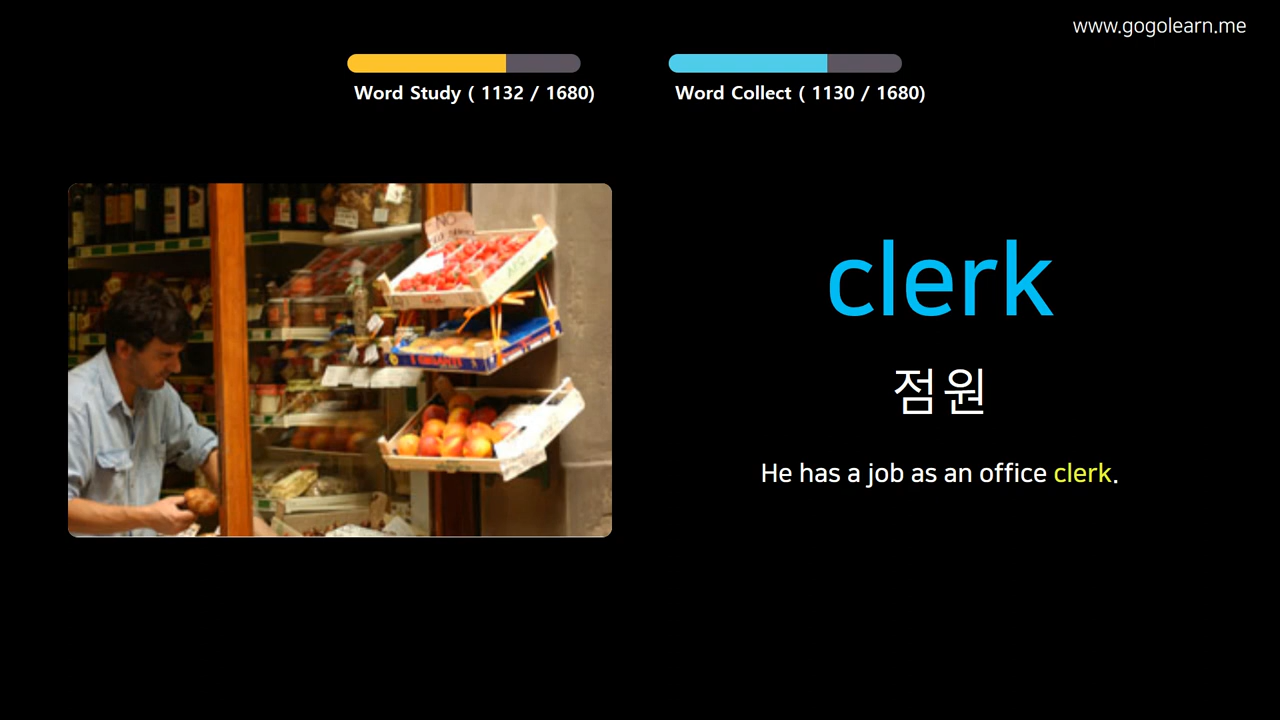 www.gogolearn.me
Word Study ( 1132 / 1680)
Word Collect ( 1130 / 1680)
clerk
점원
He has a job as an office clerk.
NO